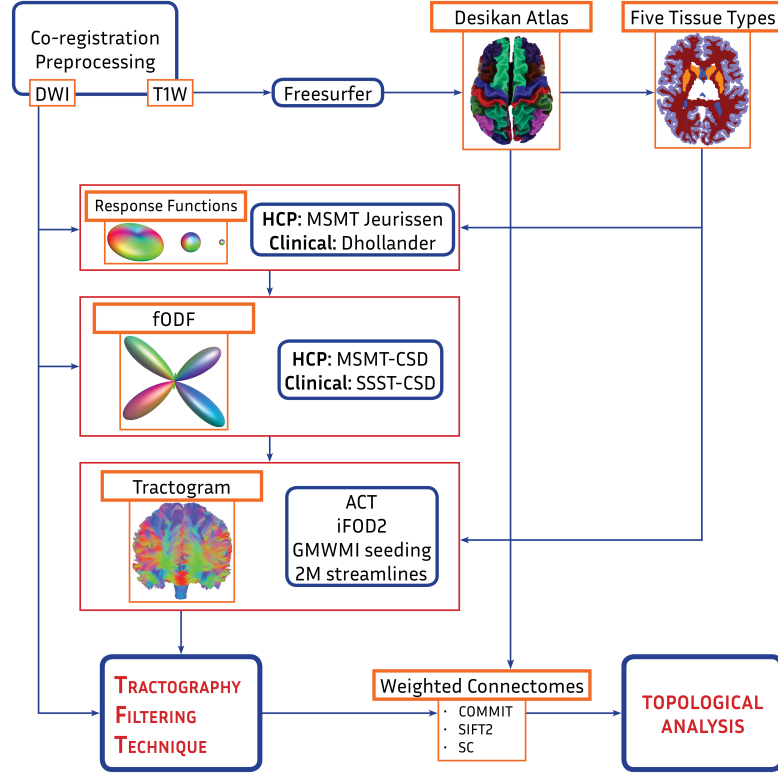 Co-registration
Preprocessing
DWI
T1W
Freesurfer
Desikan Atlas
Five Tissue Types
Response Functions
HCP: MSMT Jeurissen
Clinical: Dhollander
fODF
HCP: MSMT-CSD
Clinical: SSST-CSD
Tractogram
ACT
iFOD2
GMWMI seeding
2M streamlines
TRACTOGRAPHY
FILTERING
TECHNIQUE
Weighted Connectomes
· COMMIT
· SIFT2
· SC
TOPOLOGICAL
ANALYSIS